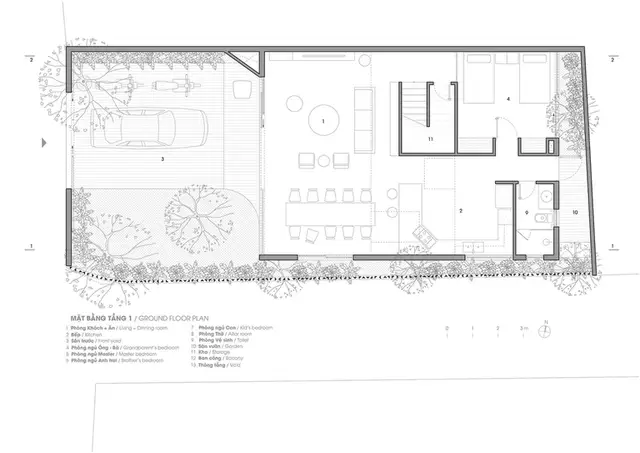 2
2
4
1
11
3
2
9
10
1
1
MẶT BẰNG TẦNG 1 / GROUND FLOOR PLAN
1 Phòng Khách + Ăn / Living - Dinning room
2 Bếp / Kitchen
3 Sân trước / Front yard
4 Phòng ngủ Ông - Bà / Grandparent's bedroom
5 Phòng ngủ Master / Master bedroom
6 Phòng ngủ Anh hai / Brother's bedroom
7 Phòng ngủ Con / Kid's bedroom
8 Phòng Thờ / Altar room
9 Phòng Vệ sinh / Toilet
10 Sân vườn / Garden
11 Kho / Storage
12 Ban công / Balcony
13 Thông tầng / Void
0 1 2 3m
N